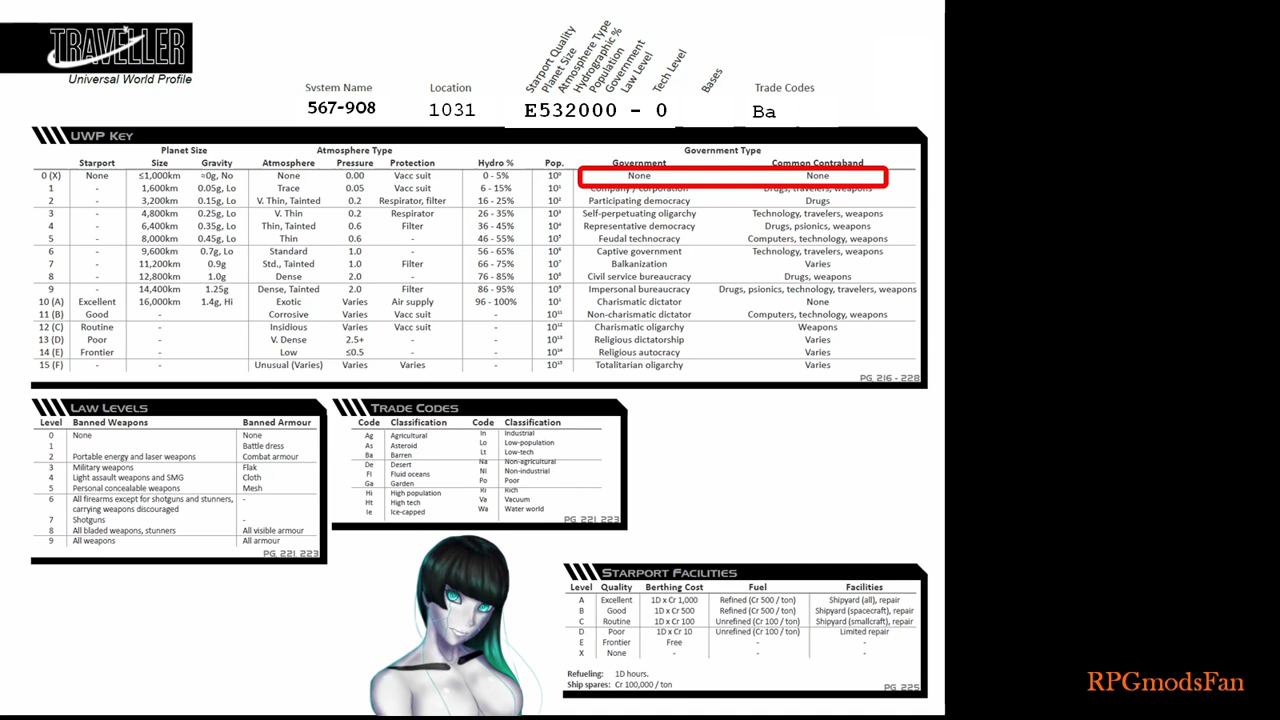 TRAVELLER
Universal World Profile
Starport Quality
Planet Size
Atmosphere Type
Hydrographic %
Population
Government
Law Level
Tech Level
Bases
System Name Location Trade Codes
567-908 1031 E532000 - 0 Ba
UWP Key
Planet Size Atmosphere Type Government Type
Starport Size Gravity Atmosphere Pressure Protection Hydro % Pop. Government Common Contraband
0 (X) None ≤1,000km ≈0g, No None 0.00 Vacc suit 0 - 5% 10⁰ None None
1 - 1,600km 0.05g, Lo Trace 0.05 Vacc suit 6 - 15% 10¹ Company / corporation Drugs, travelers, weapons
2 - 3,200km 0.15g, Lo V. Thin, Tainted 0.2 Respirator, filter 16 - 25% 10² Participating democracy Drugs
3 - 4,800km 0.25g, Lo V. Thin 0.2 Respirator 26 - 35% 10³ Self-perpetuating oligarchy Technology, travelers, weapons
4 - 6,400km 0.35g, Lo Thin, Tainted 0.6 Filter 36 - 45% 10⁴ Representative democracy Drugs, psionics, weapons
5 - 8,000km 0.45g, Lo Thin 0.6 - 46 - 55% 10⁵ Feudal technocracy Computers, technology, weapons
6 - 9,600km 0.7g, Lo Standard 1.0 - 56 - 65% 10⁶ Captive government Technology, travelers, weapons
7 - 11,200km 0.9g Std., Tainted 1.0 Filter 66 - 75% 10⁷ Balkanization Varies
8 - 12,800km 1.0g Dense 2.0 - 76 - 85% 10⁸ Civil service bureaucracy Drugs, weapons
9 - 14,400km 1.25g Dense, Tainted 2.0 Filter 86 - 95% 10⁹ Impersonal bureaucracy Drugs, psionics, technology, travelers, weapons
10 (A) Excellent 16,000km 1.4g, Hi Exotic Varies Air supply 96 - 100% 10¹ Charismatic dictator None
11 (B) Good - Corrosive Varies Vacc suit - 10¹¹ Non-charismatic dictator Computers, technology, weapons
12 (C) Routine - Insidious Varies Vacc suit - 10¹² Charismatic oligarchy Weapons
13 (D) Poor - V. Dense 2.5+ - - 10¹³ Religious dictatorship Varies
14 (E) Frontier - Low ≤0.5 - - 10¹⁴ Religious autocracy Varies
15 (F) - - Unusual (Varies) Varies Varies - 10¹⁵ Totalitarian oligarchy Varies
PG. 216 - 228
Law Levels
Level Banned Weapons Banned Armour
0 None None
1 Battle dress
2 Portable energy and laser weapons Combat armour
3 Military weapons Flak
4 Light assault weapons and SMG Cloth
5 Personal concealable weapons Mesh
6 All firearms except for shotguns and stunners, -
carrying weapons discouraged
7 Shotguns -
8 All bladed weapons, stunners All visible armour
9 All weapons All armour
PG. 221, 223
Trade Codes
Code Classification Code Classification
Ag Agricultural In Industrial
As Asteroid Lo Low-population
Ba Barren Lt Low-tech
De Desert Na Non-agricultural
Fl Fluid oceans NI Non-industrial
Ga Garden Po Poor
Hi High population Ri Rich
Ht High tech Va Vacuum
Ie Ice-capped Wa Water world
PG. 221, 223
Starport Facilities
Level Quality Berthing Cost Fuel Facilities
A Excellent 1D x Cr 1,000 Refined (Cr 500 / ton) Shipyard (all), repair
B Good 1D x Cr 500 Refined (Cr 500 / ton) Shipyard (spacecraft), repair
C Routine 1D x Cr 100 Unrefined (Cr 100 / ton) Shipyard (smallcraft), repair
D Poor 1D x Cr 10 Unrefined (Cr 100 / ton) Limited repair
E Frontier Free - -
X None - - -
Refueling: 1D hours.
Ship spares: Cr 100,000 / ton
PG. 225
RPGmodsFan